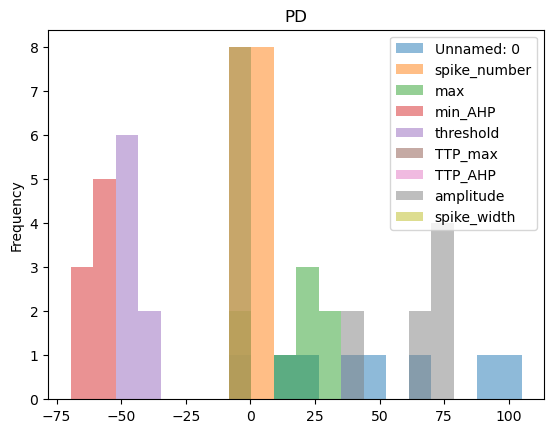 PD
Frequency
8
7
6
5
4
3
2
1
0
−75
−50
−25
0
25
50
75
100
Unnamed: 0
spike_number
max
min_AHP
threshold
TTP_max
TTP_AHP
amplitude
spike_width